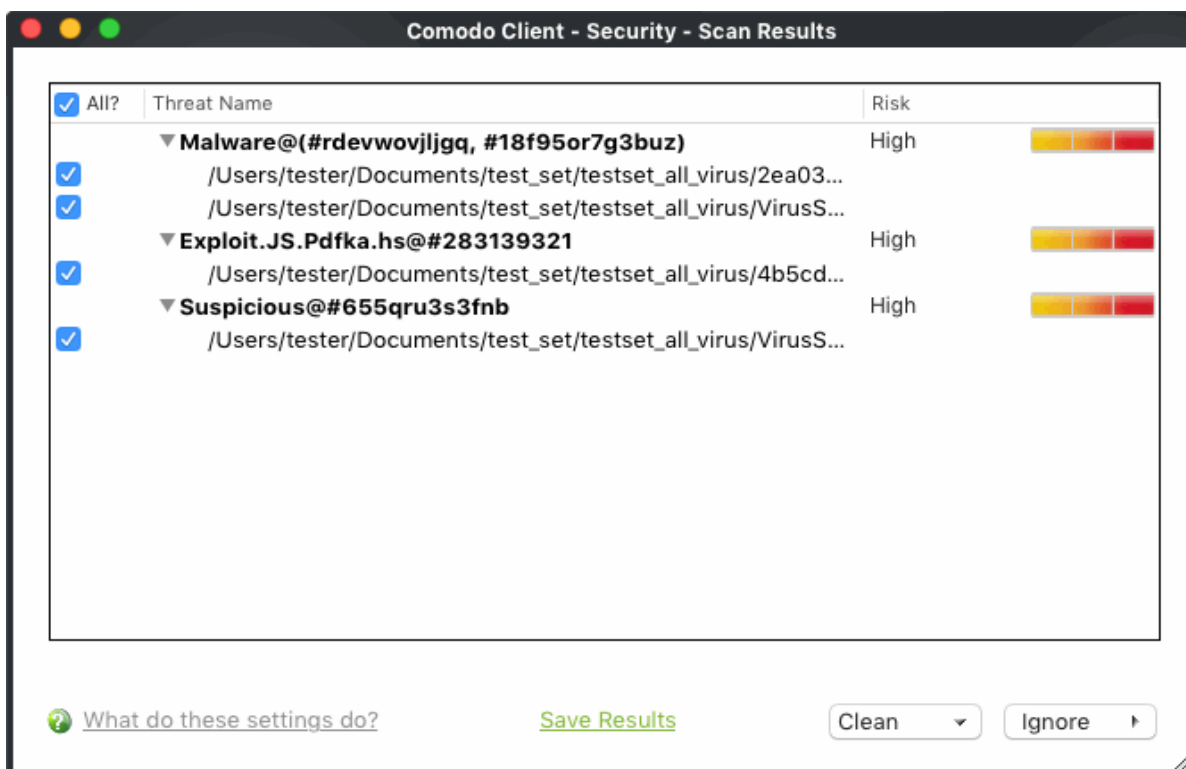 Comodo Client - Security - Scan Results
All? Threat Name Risk
Malware@(#rdevwovjljgq, #18f95or7g3buz) High
/Users/tester/Documents/test_set/testset_all_virus/2ea03...
/Users/tester/Documents/test_set/testset_all_virus/VirusS...
Exploit.JS.Pdfka.hs@#283139321 High
/Users/tester/Documents/test_set/testset_all_virus/4b5cd...
Suspicious@#655qru3s3fnb High
/Users/tester/Documents/test_set/testset_all_virus/VirusS...
What do these settings do? Save Results Clean Ignore